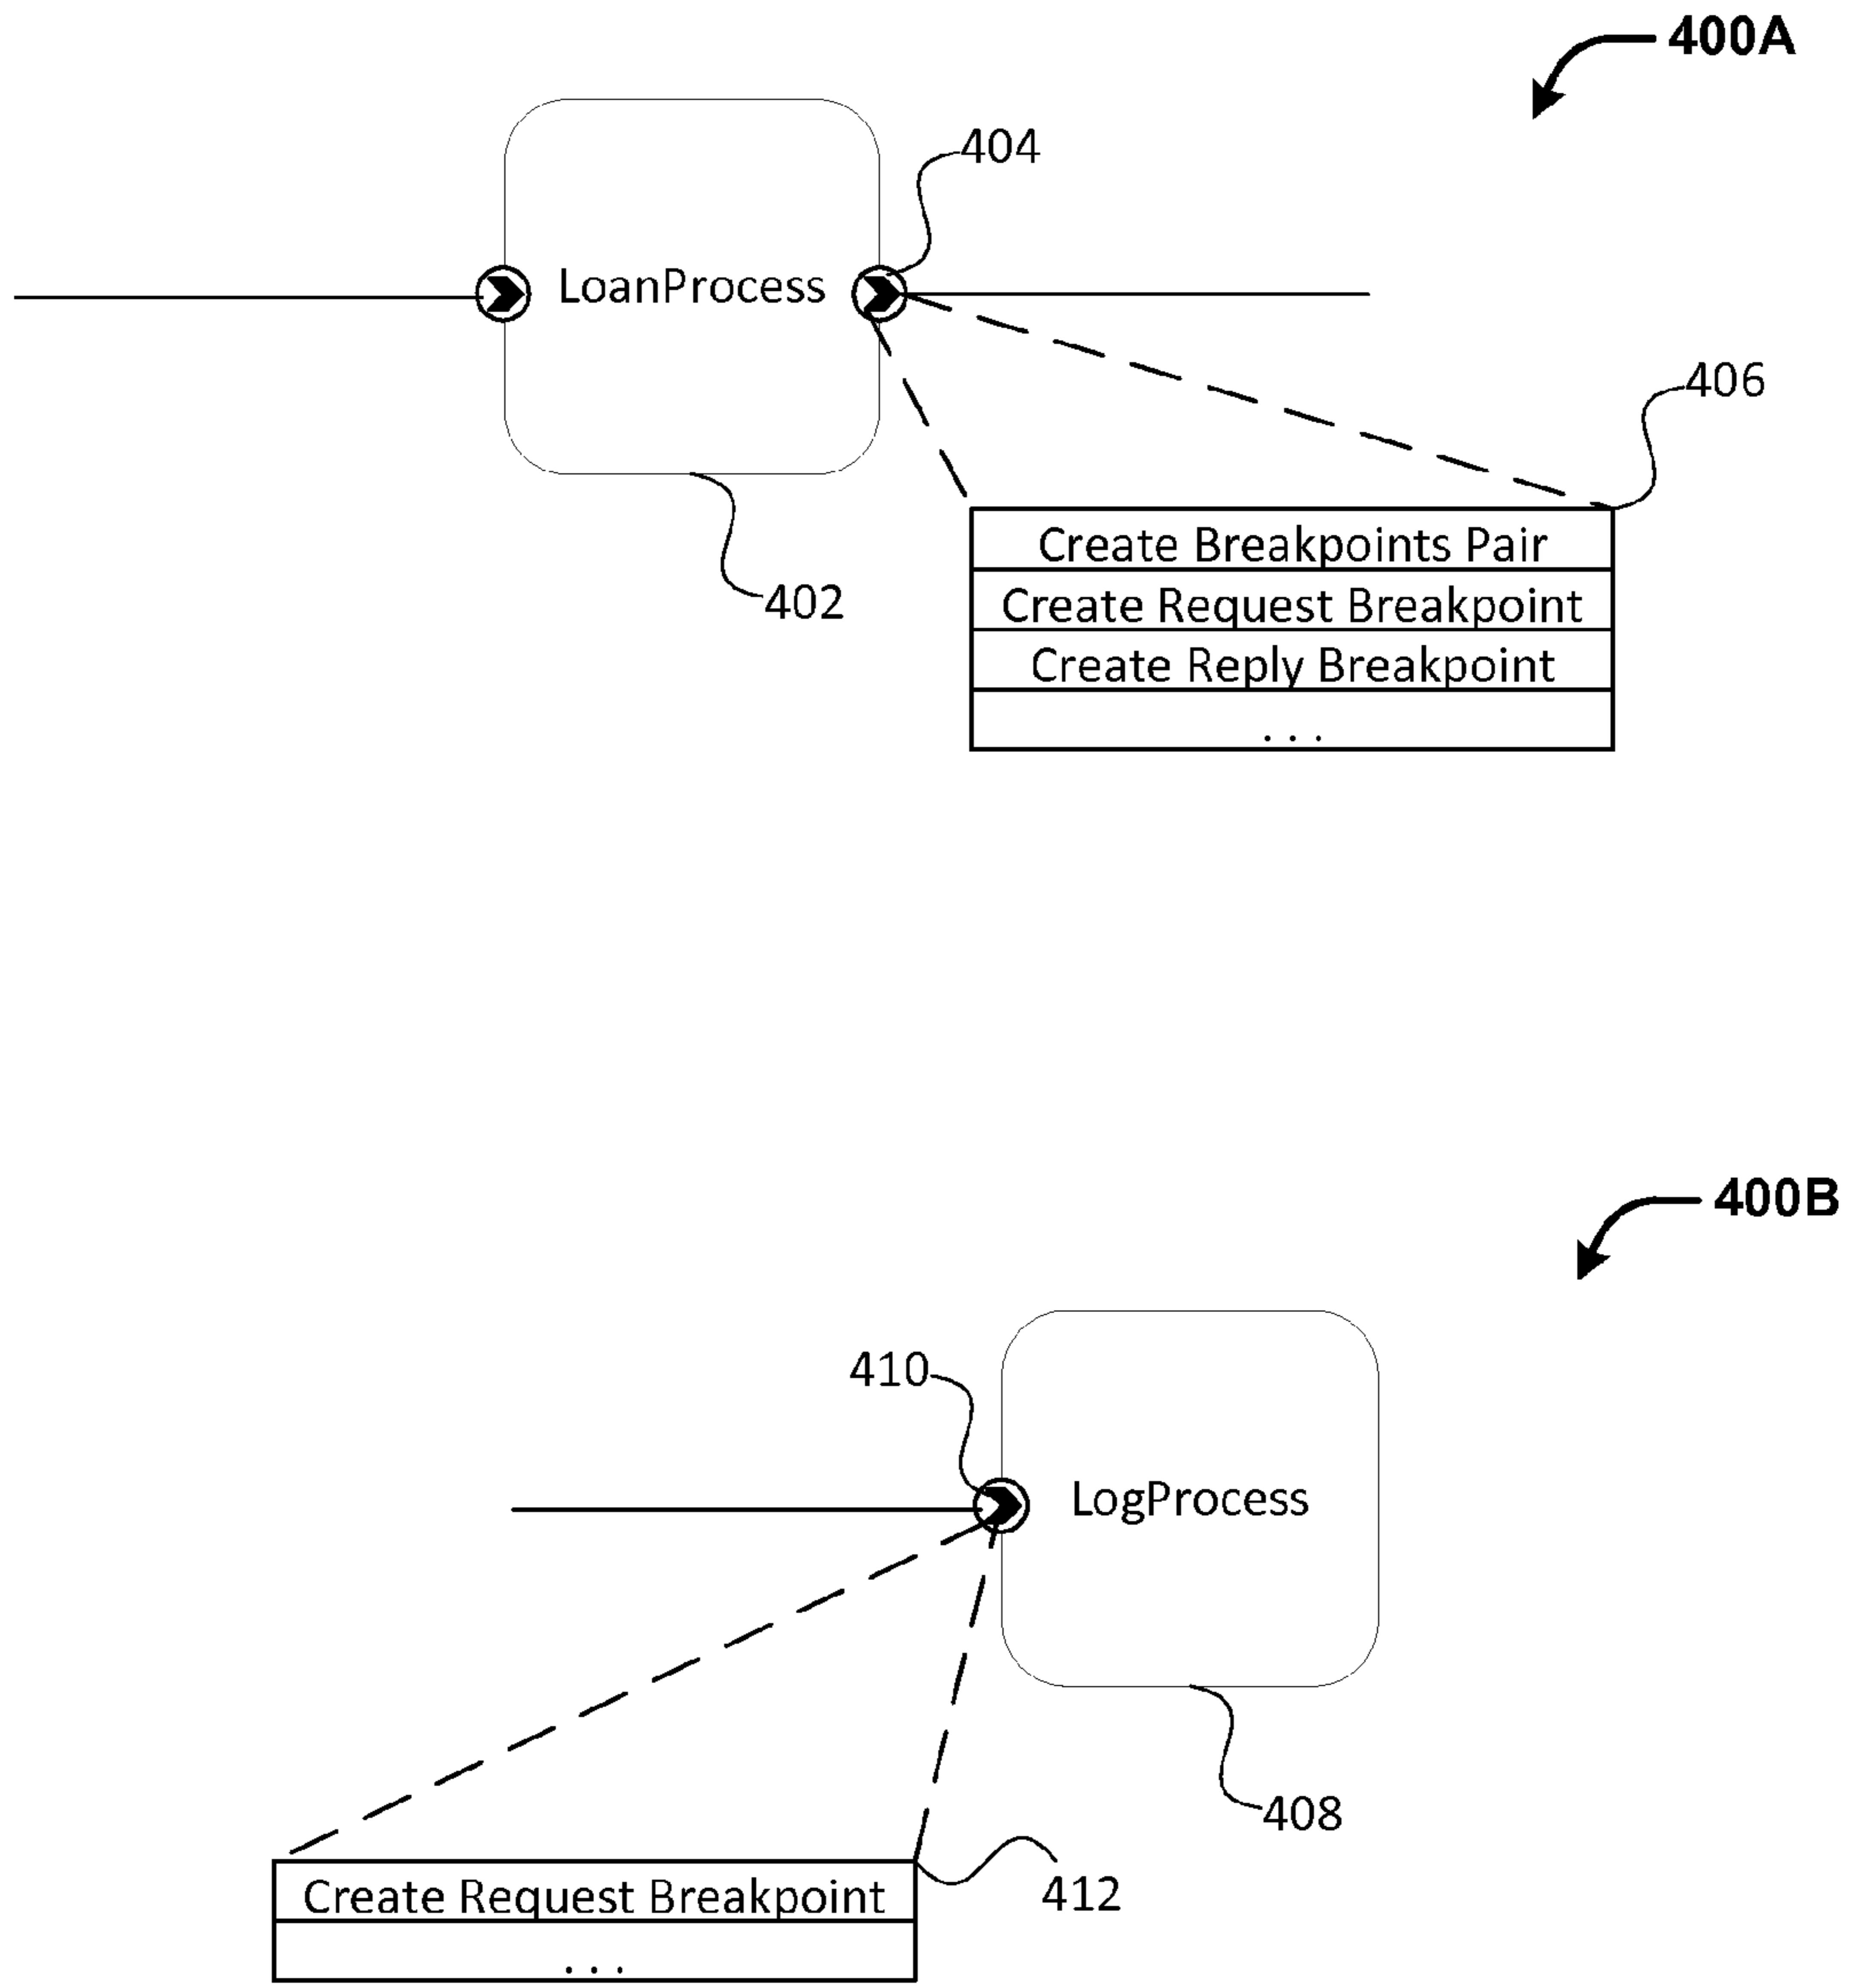 400A
404
LoanProcess
406
Create Breakpoints Pair
402
Create Request Breakpoint
Create Reply Breakpoint
. . .
400B
410
LogProcess
408
412
Create Request Breakpoint
. . .